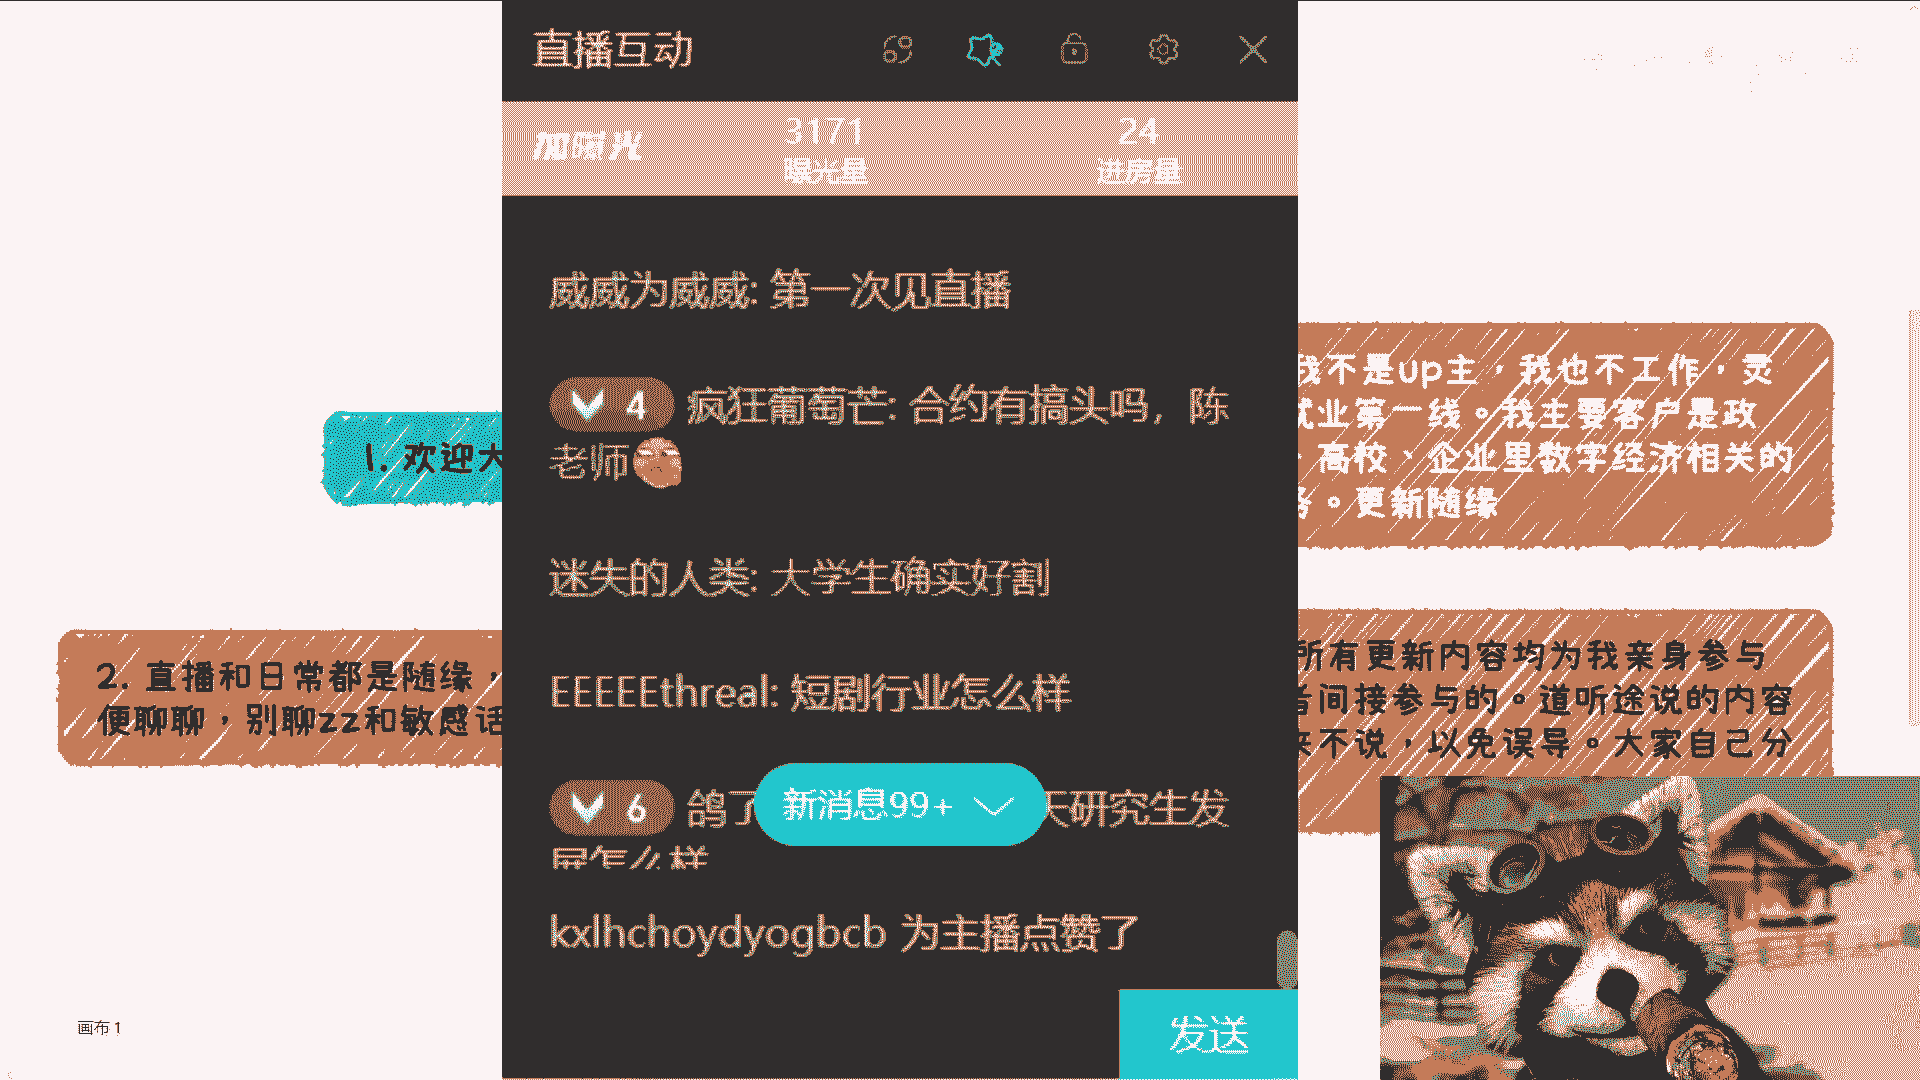 直播互动
加曝光
3171
24
曝光量
进房量
威威为威威: 第一次见直播
4 疯狂葡萄芒: 合约有搞头吗，陈
老师
迷失的人类: 大学生确实好割
EEEEEthreal: 短剧行业怎么样
6 鸽了
新消息99+
天研究生发
展怎么样
kxlhchoydyogbcb 为主播点赞了
发送
1. 欢迎大
2. 直播和日常都是随缘，
便聊聊，别聊zz和敏感话
我不是up主，我也不工作，灵
就业第一线。我主要客户是政
、高校、企业里数字经济相关的
务。更新随缘
所有更新内容均为我亲身参与
者间接参与的。道听途说的内容
来不说，以免误导。大家自己分
画布 1